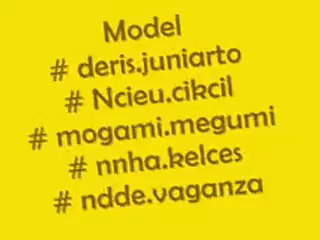 Model
# deris.juniarto
# Ncieu.cikcil
# mogami.megumi
# nnha.kelces
# ndde.vaganza